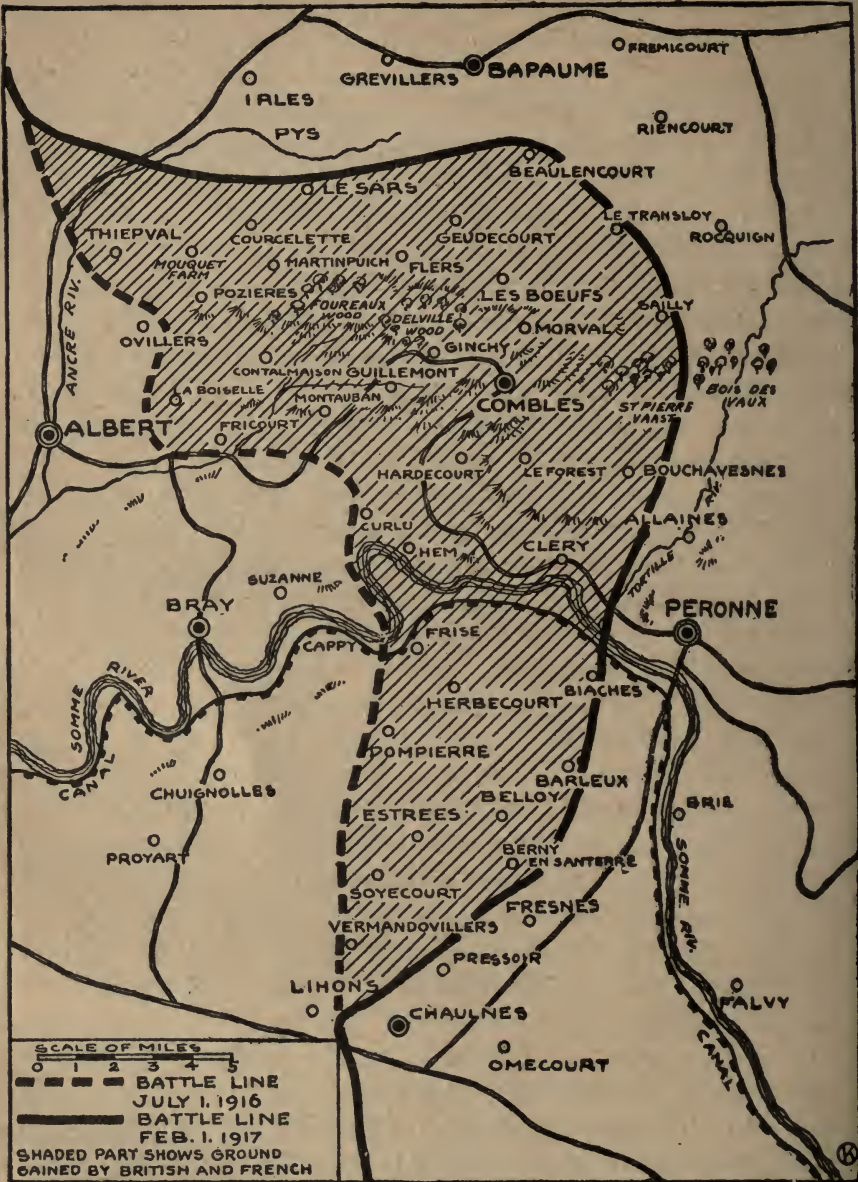 FREMICOURT
GREVILLERS
BAPAUME
IRLES
RIENCOURT
PYS
BEAULENCOURT
LE SARS
LE TRANSLOY
ROCQUIGN
THIEPVAL
COURCELETTE
GEUDECOURT
MOUQUET
FARM
MARTINPUICH
FLERS
LES BOEUFS
POZIERES
FOUREAUX
WOOD
DELVILLE
WOOD
SAILLY
MORVAL
OVILLERS
ANCRE RIV.
GINCHY
CONTALMAISON
GUILLEMONT
LA BOISELLE
MONTAUBAN
COMBLES
ST PIERRE
VAAST
BOIS DES
VAUX
ALBERT
FRICOURT
HARDECOURT
LE FOREST
BOUCHAVESNES
CURLU
ALLAINES
HEM
CLERY
TORTILLE
SUZANNE
BRAY
PERONNE
CAPPY
FRISE
SOMME
RIVER
CANAL
HERBECOURT
BIACHES
POMPIERRE
CHUIGNOLLES
BARLEUX
BELLOY
BRIE
ESTREES
PROYART
BERNY
EN SANTERRE
SOMME RIV.
SOYECOURT
FRESNES
VERMANDOVILLERS
PRESSOIR
LIHONS
FALVY
CHAULNES
OMECOURT
CANAL
SCALE OF MILES
0 1 2 3 4 5
BATTLE LINE
JULY 1. 1916
BATTLE LINE
FEB. 1. 1917
SHADED PART SHOWS GROUND
GAINED BY BRITISH AND FRENCH
K